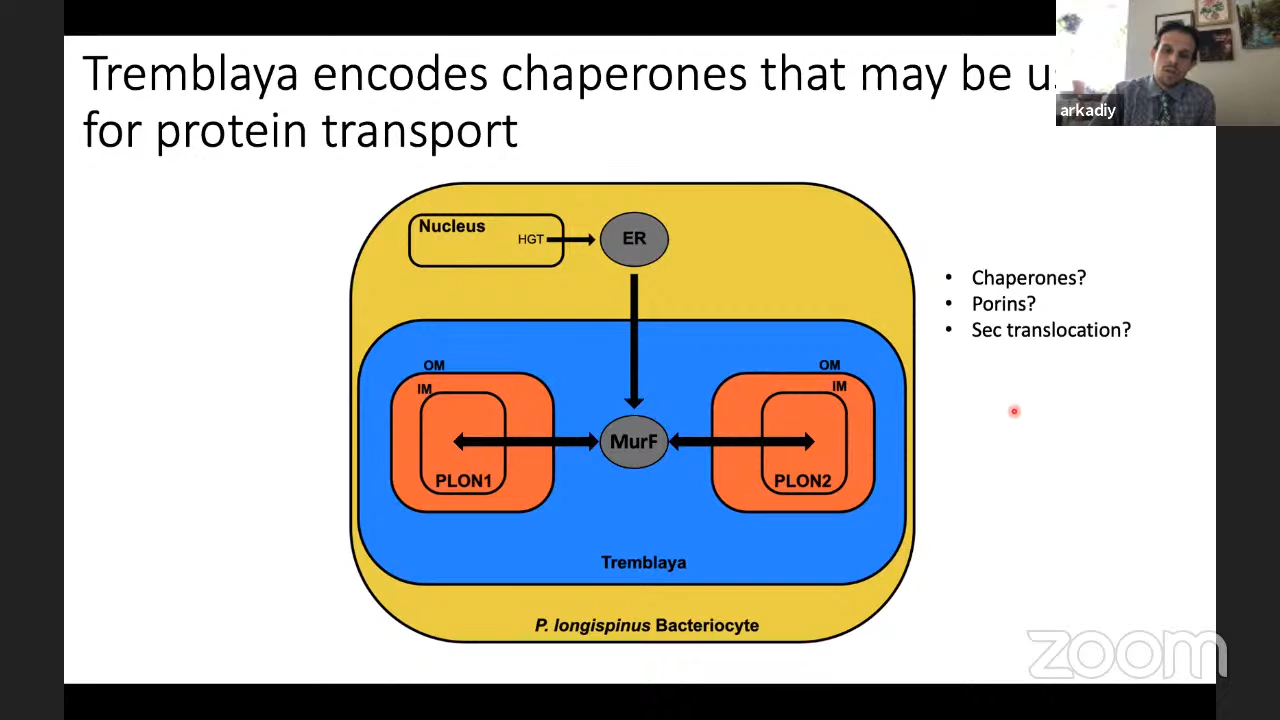 Tremblaya encodes chaperones that may be
for protein transport
arkadiy
Nucleus
HGT
ER
• Chaperones?
• Porins?
• Sec translocation?
OM
IM
OM
IM
MurF
PLON1
PLON2
Tremblaya
P. longispinus Bacteriocyte
zoom